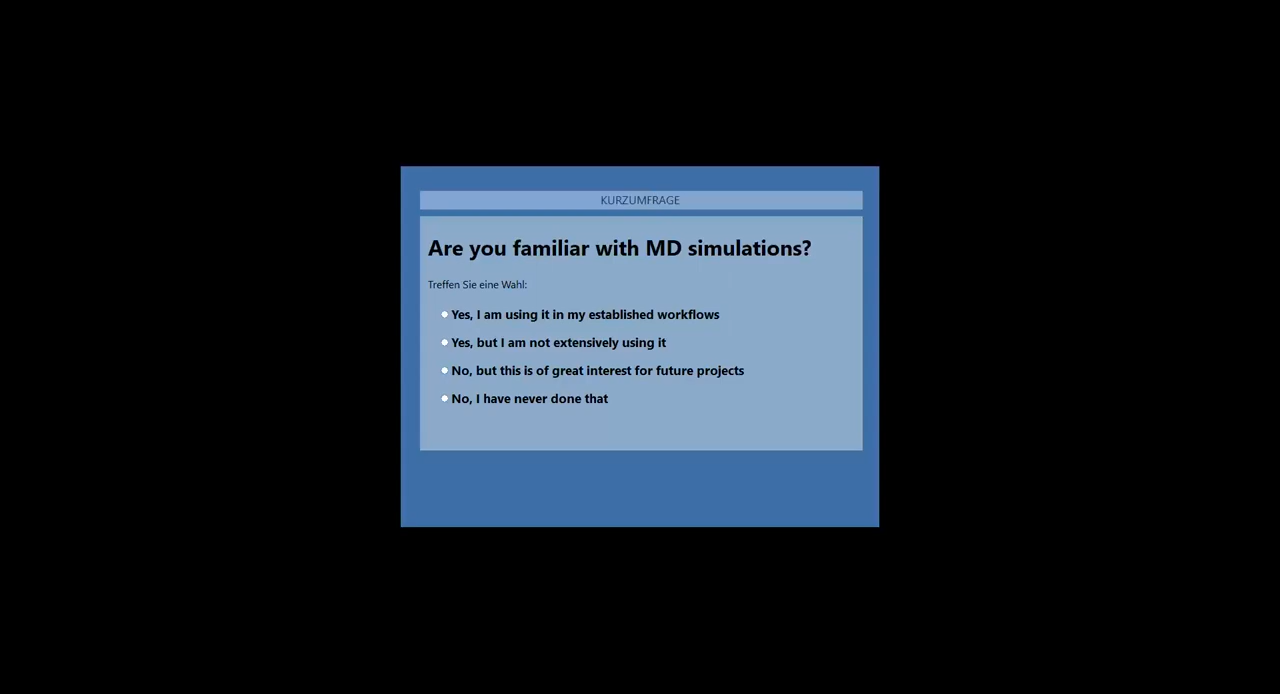 KURZUMFRAGE
Are you familiar with MD simulations?
Treffen Sie eine Wahl:
Yes, I am using it in my established workflows
Yes, but I am not extensively using it
No, but this is of great interest for future projects
No, I have never done that